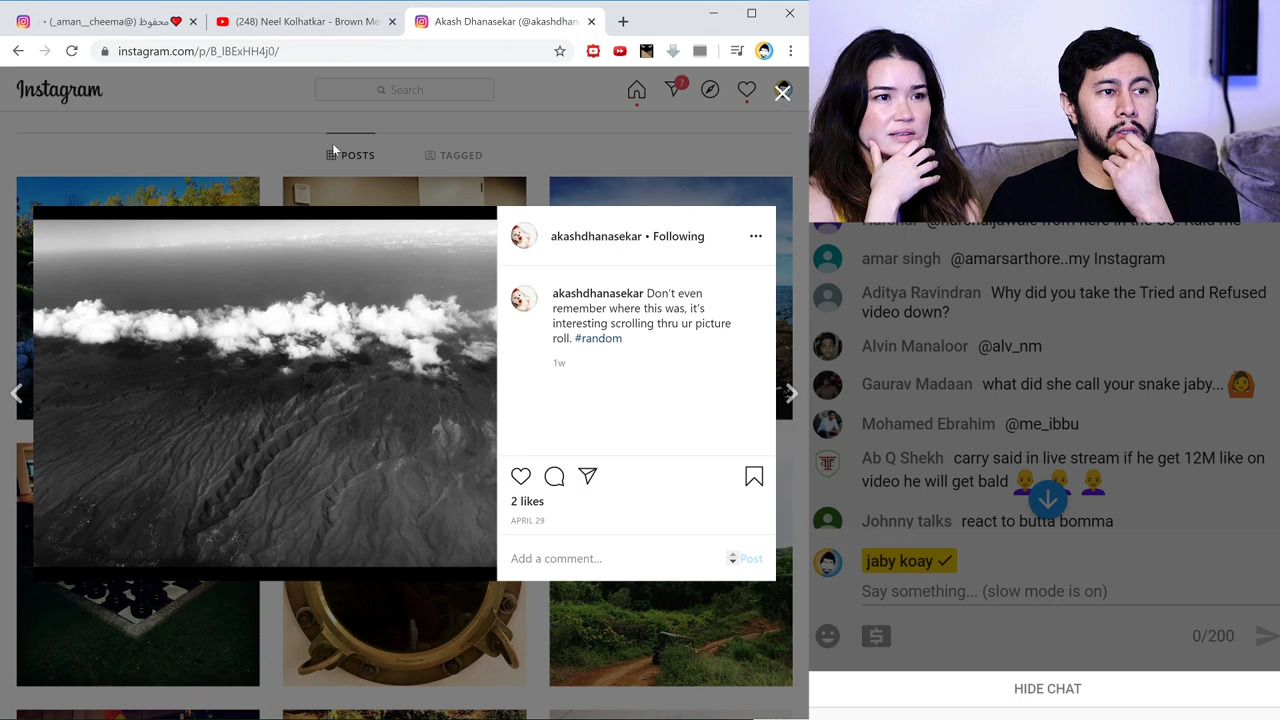 محفوظ (@aman__cheema_) •
(248) Neel Kolhatkar - Brown Me
Akash Dhanasekar (@akashdhan
instagram.com/p/B_IBExHH4j0/
Instagram
Search
7
POSTS
TAGGED
akashdhanasekar • Following
akashdhanasekar Don't even
remember where this was, it's
interesting scrolling thru ur picture
roll. #random
1w
2 likes
APRIL 29
Add a comment...
Post
amar singh @amarsarthore..my Instagram
Aditya Ravindran Why did you take the Tried and Refused
video down?
Alvin Manaloor @alv_nm
Gaurav Madaan what did she call your snake jaby...
Mohamed Ebrahim @me_ibbu
Ab Q Shekh carry said in live stream if he get 12M like on
video he will get bald
Johnny talks react to butta bomma
jaby koay
Say something... (slow mode is on)
0/200
HIDE CHAT